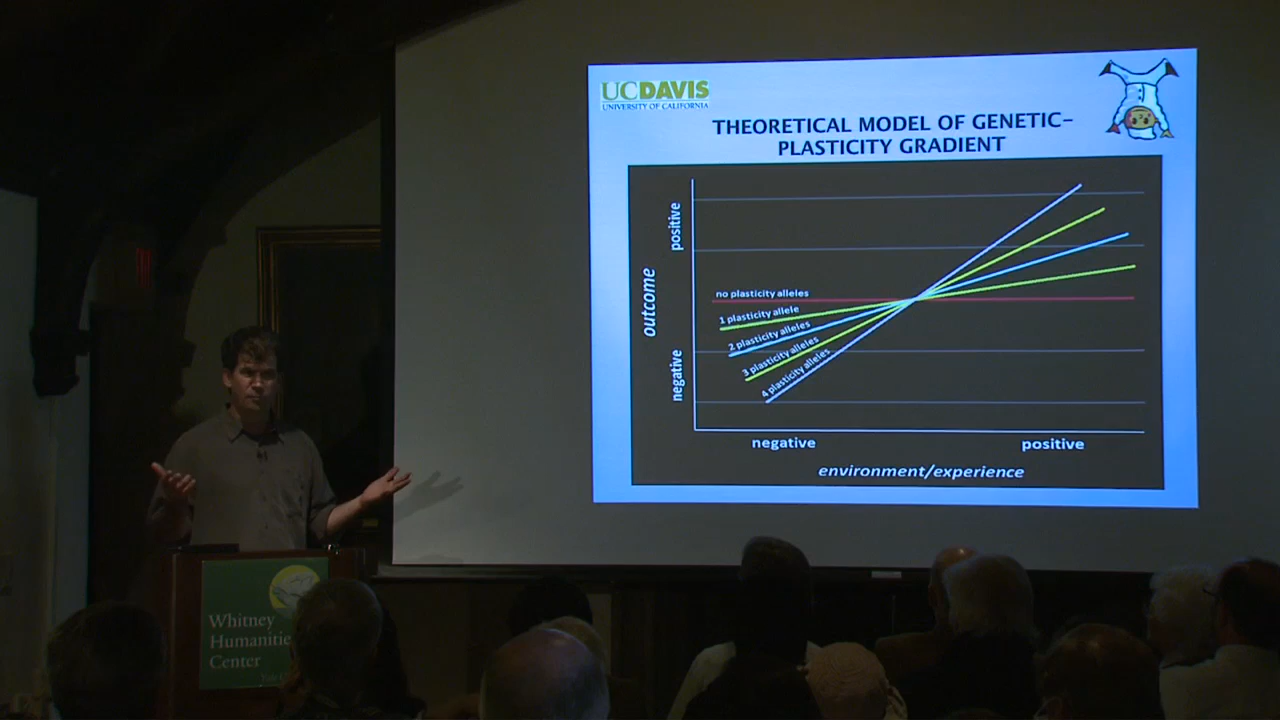 UCDAVIS
UNIVERSITY OF CALIFORNIA
THEORETICAL MODEL OF GENETIC-
PLASTICITY GRADIENT
positive
outcome
negative
no plasticity alleles
1 plasticity allele
2 plasticity alleles
3 plasticity alleles
4 plasticity alleles
negative
positive
environment/experience
Whitney
Humanitie
Center